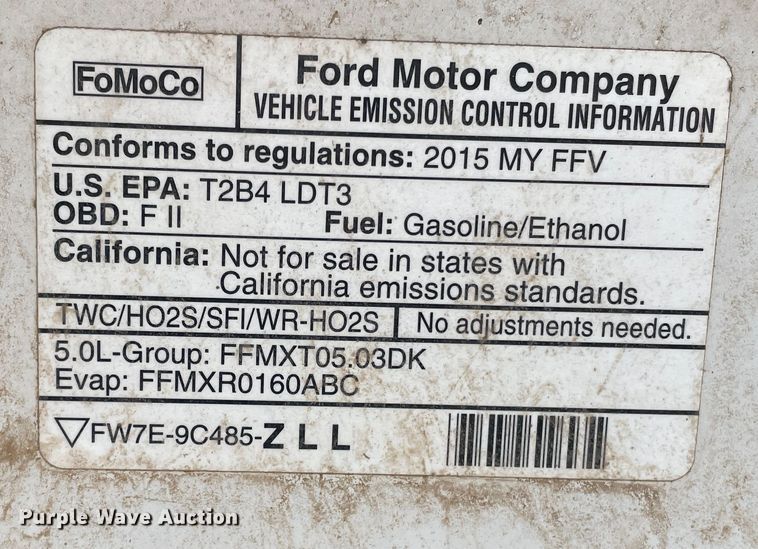 FoMoCo
Ford Motor Company
VEHICLE EMISSION CONTROL INFORMATION
Conforms to regulations: 2015 MY FFV
U.S. EPA: T2B4 LDT3
OBD: F II Fuel: Gasoline/Ethanol
California: Not for sale in states with
California emissions standards.
TWC/HO2S/SFI/WR-HO2S No adjustments needed.
5.0L-Group: FFMXT05.03DK
Evap: FFMXR0160ABC
FW7E-9C485-ZLL
Purple Wave Auction